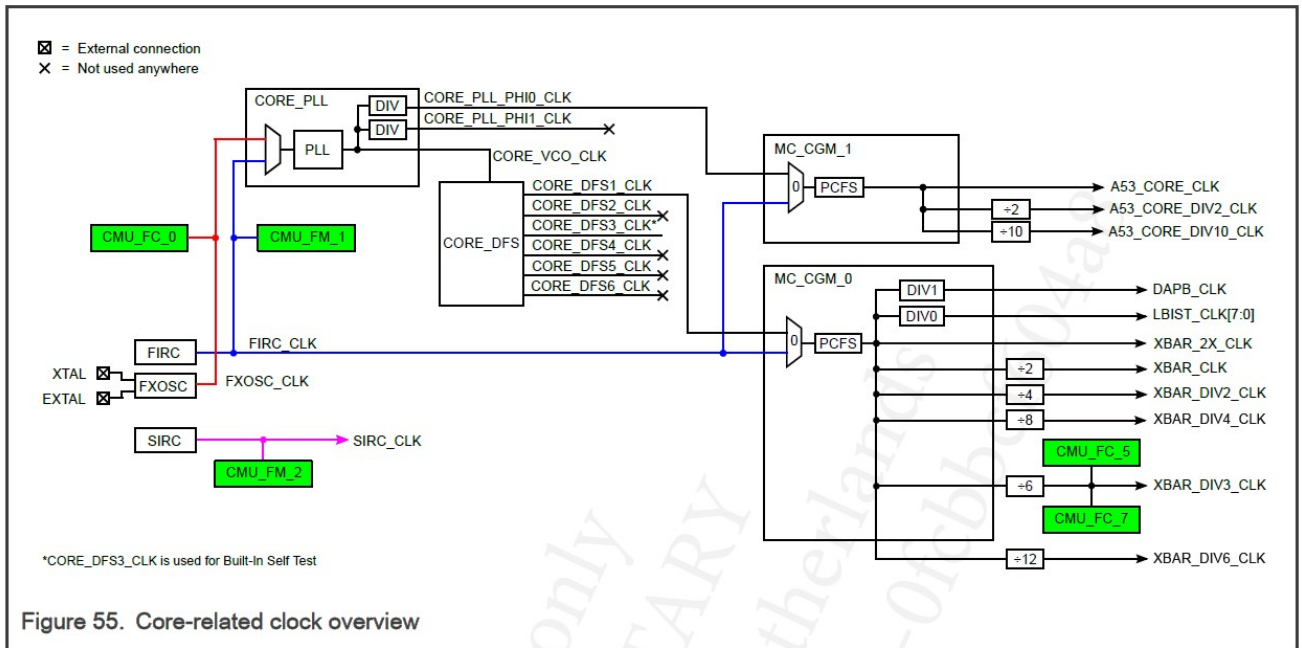 ☒ = External connection
✕ = Not used anywhere
CORE_PLL
DIV
CORE_PLL_PHI0_CLK
DIV
CORE_PLL_PHI1_CLK
PLL
CORE_VCO_CLK
CORE_DFS
CORE_DFS1_CLK
CORE_DFS2_CLK
CORE_DFS3_CLK*
CORE_DFS4_CLK
CORE_DFS5_CLK
CORE_DFS6_CLK
CMU_FC_0
CMU_FM_1
FIRC
FIRC_CLK
XTAL
EXTAL
FXOSC
FXOSC_CLK
SIRC
SIRC_CLK
CMU_FM_2
MC_CGM_1
0
PCFS
A53_CORE_CLK
÷2
A53_CORE_DIV2_CLK
÷10
A53_CORE_DIV10_CLK
MC_CGM_0
0
PCFS
DIV1
DAPB_CLK
DIV0
LBIST_CLK[7:0]
XBAR_2X_CLK
÷2
XBAR_CLK
÷4
XBAR_DIV2_CLK
÷8
XBAR_DIV4_CLK
CMU_FC_5
÷6
XBAR_DIV3_CLK
CMU_FC_7
÷12
XBAR_DIV6_CLK
*CORE_DFS3_CLK is used for Built-In Self Test
Figure 55. Core-related clock overview
only